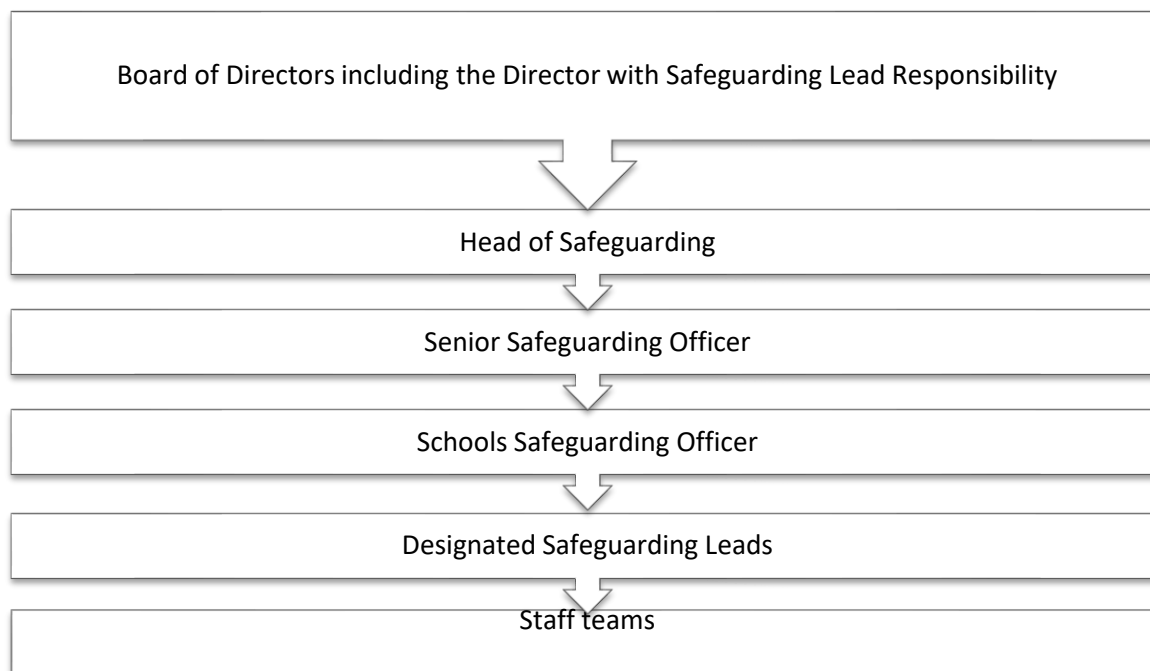 Board of Directors including the Director with Safeguarding Lead Responsibility
Head of Safeguarding
Senior Safeguarding Officer
Schools Safeguarding Officer
Designated Safeguarding Leads
Staff teams